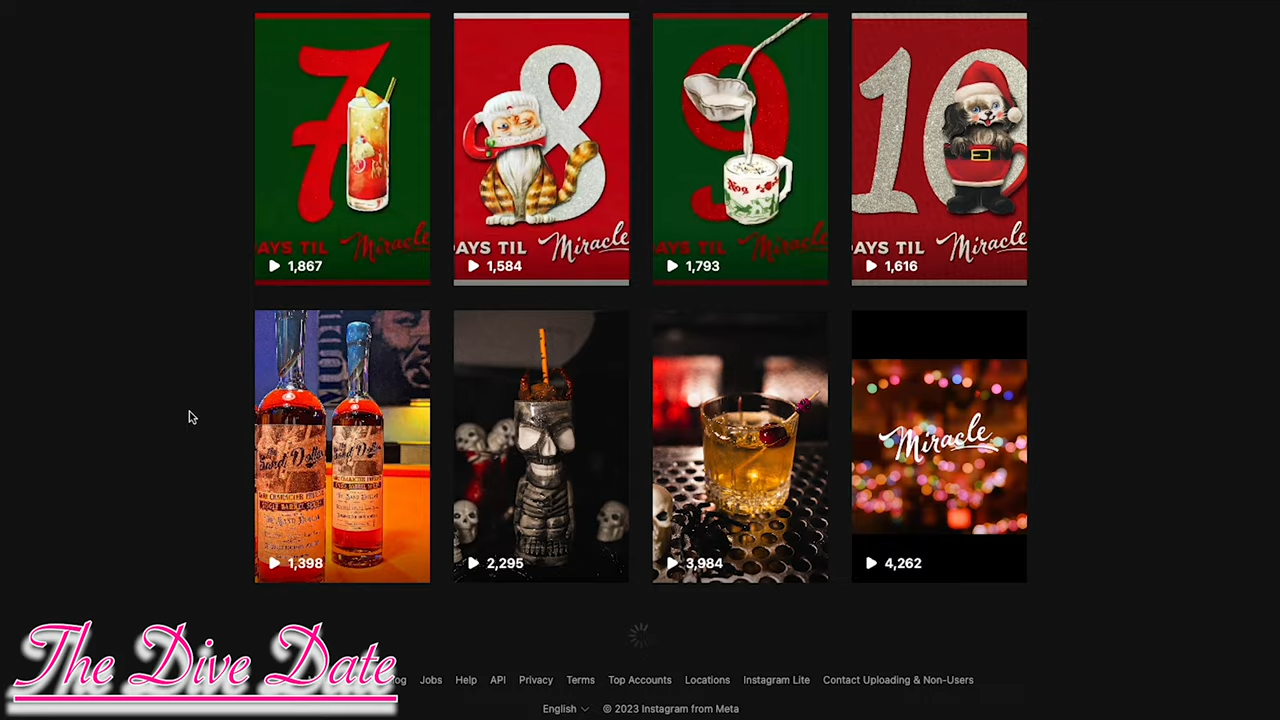 7
8
9
10
AYS TIL Miracle
AYS TIL Miracle
AYS TIL Miracle
AYS TIL Miracle
1,867
1,584
1,793
1,616
Miracle
1,398
2,295
3,984
4,262
The Dive Date
og Jobs Help API Privacy Terms Top Accounts Locations Instagram Lite Contact Uploading & Non-Users
English © 2023 Instagram from Meta